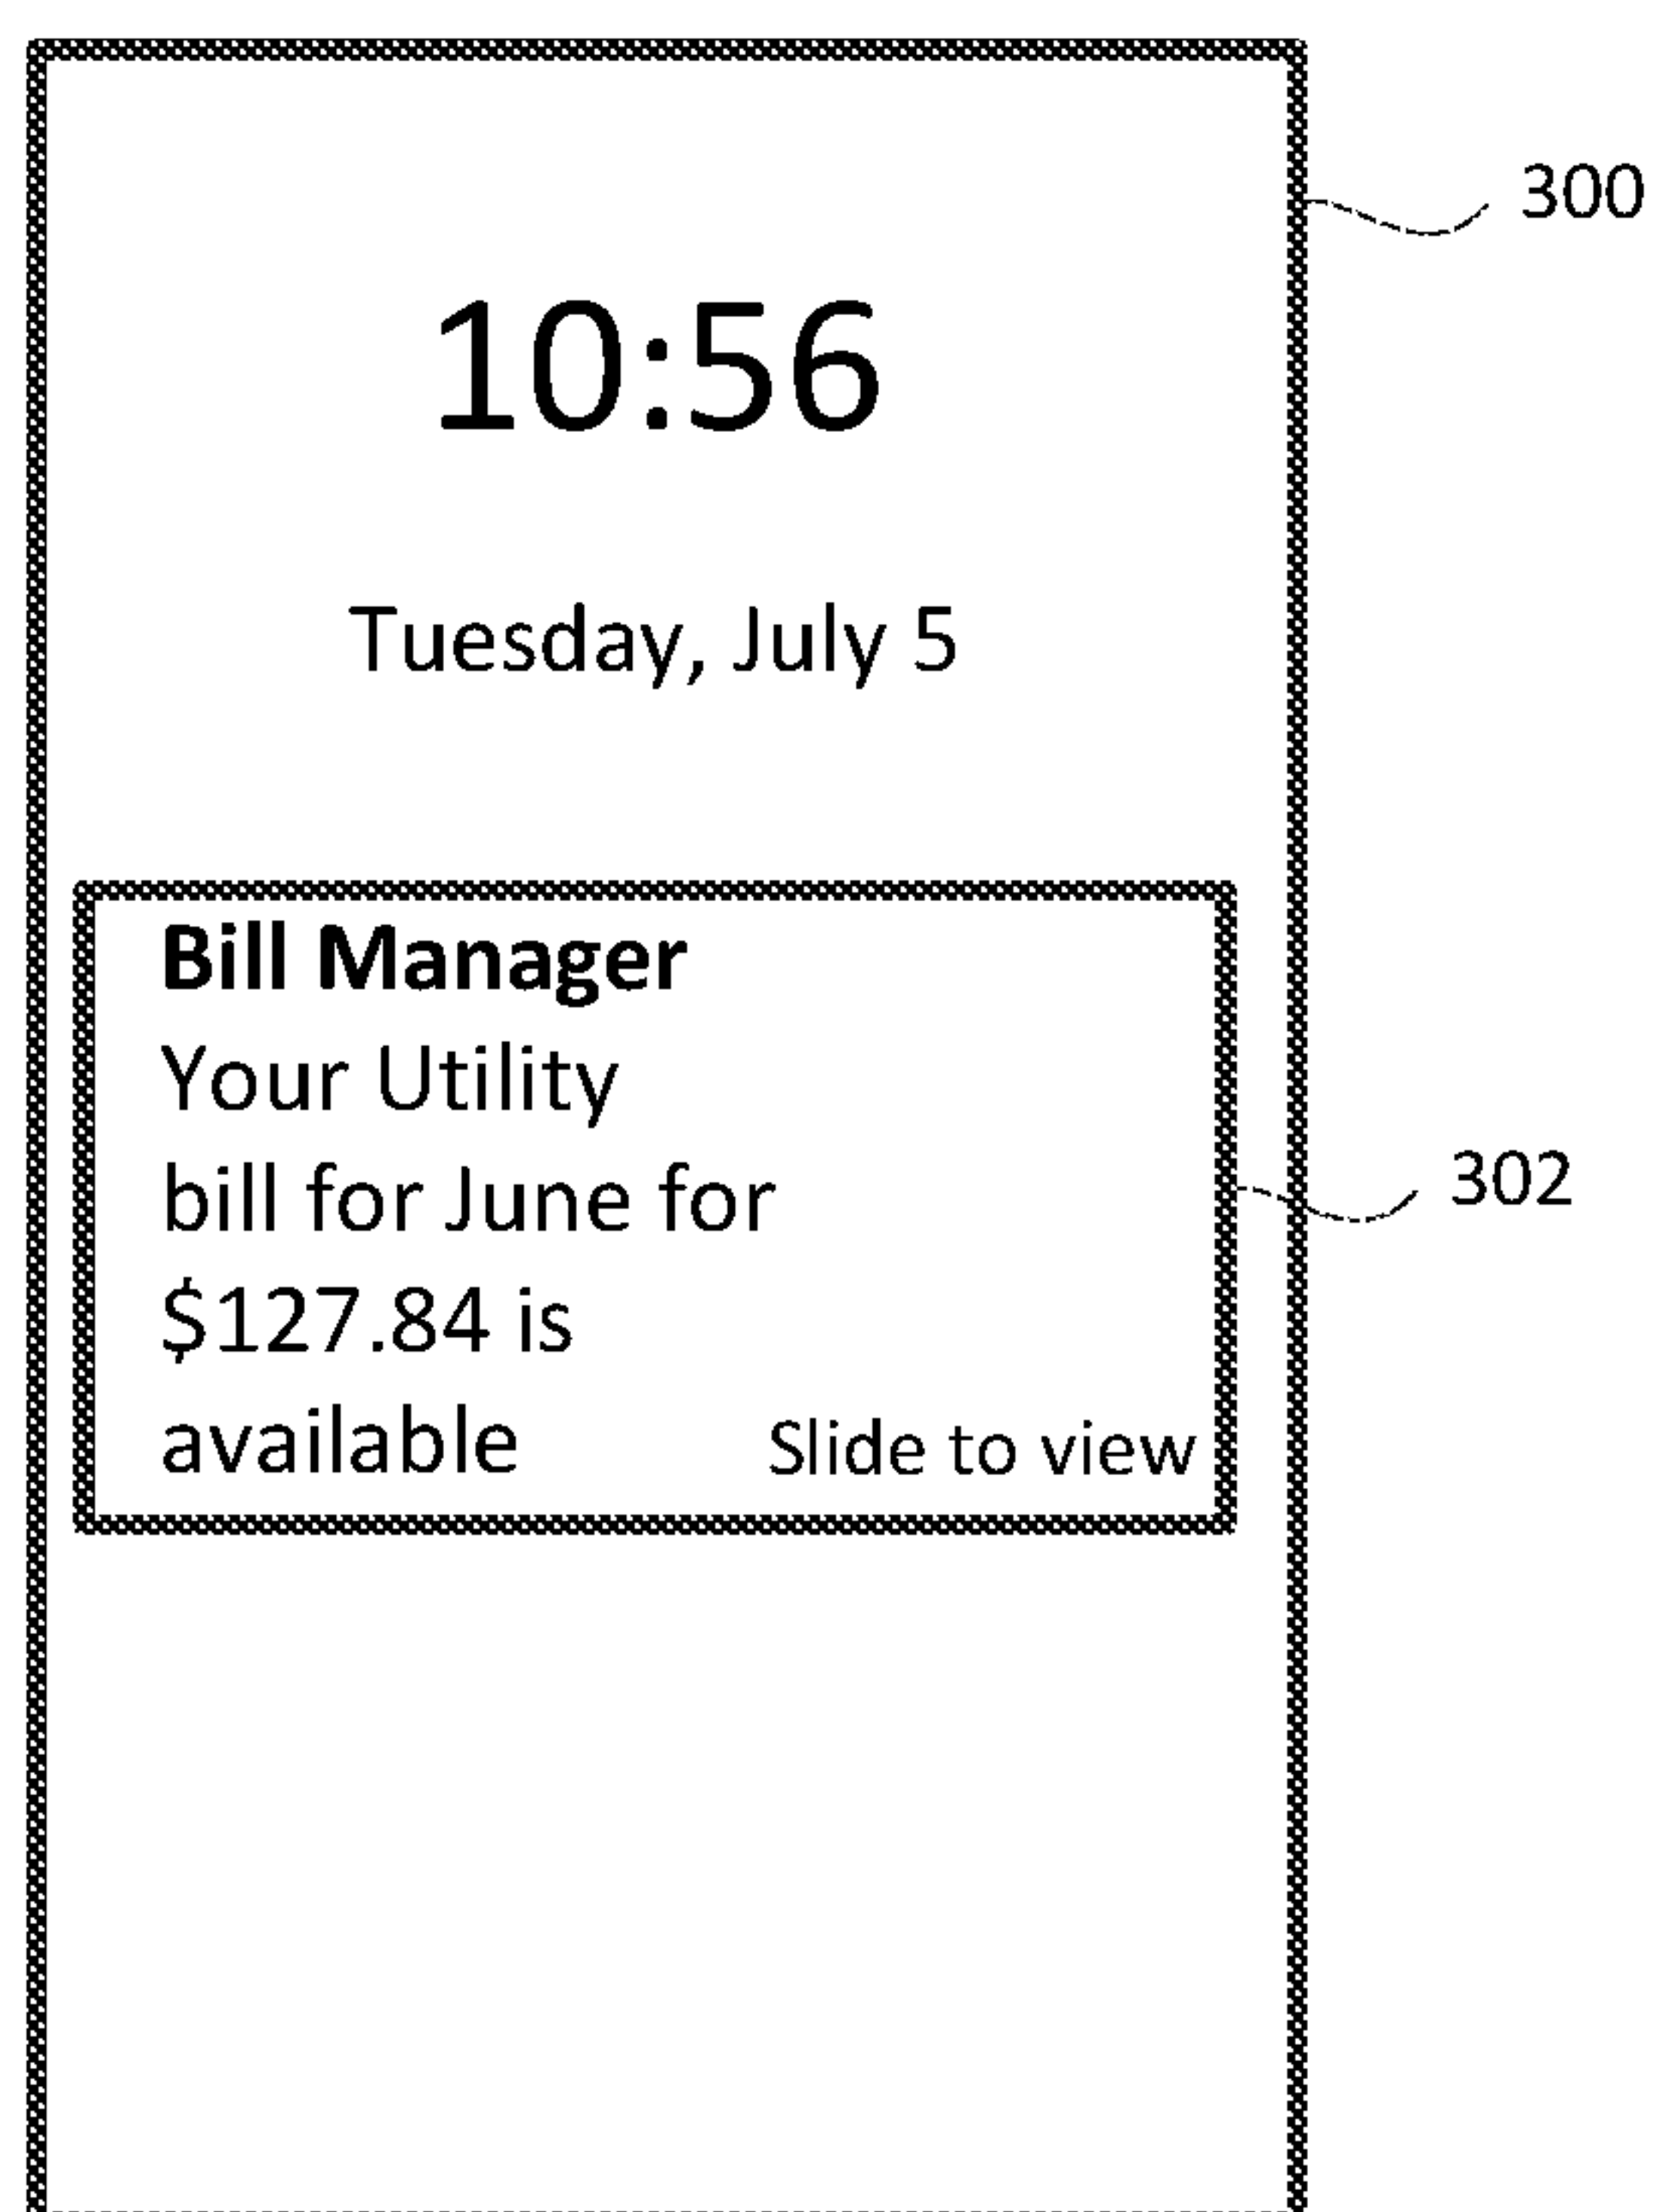 300
10:56
Tuesday, July 5
Bill Manager
Your Utility
bill for June for
$127.84 is
available
Slide to view
302